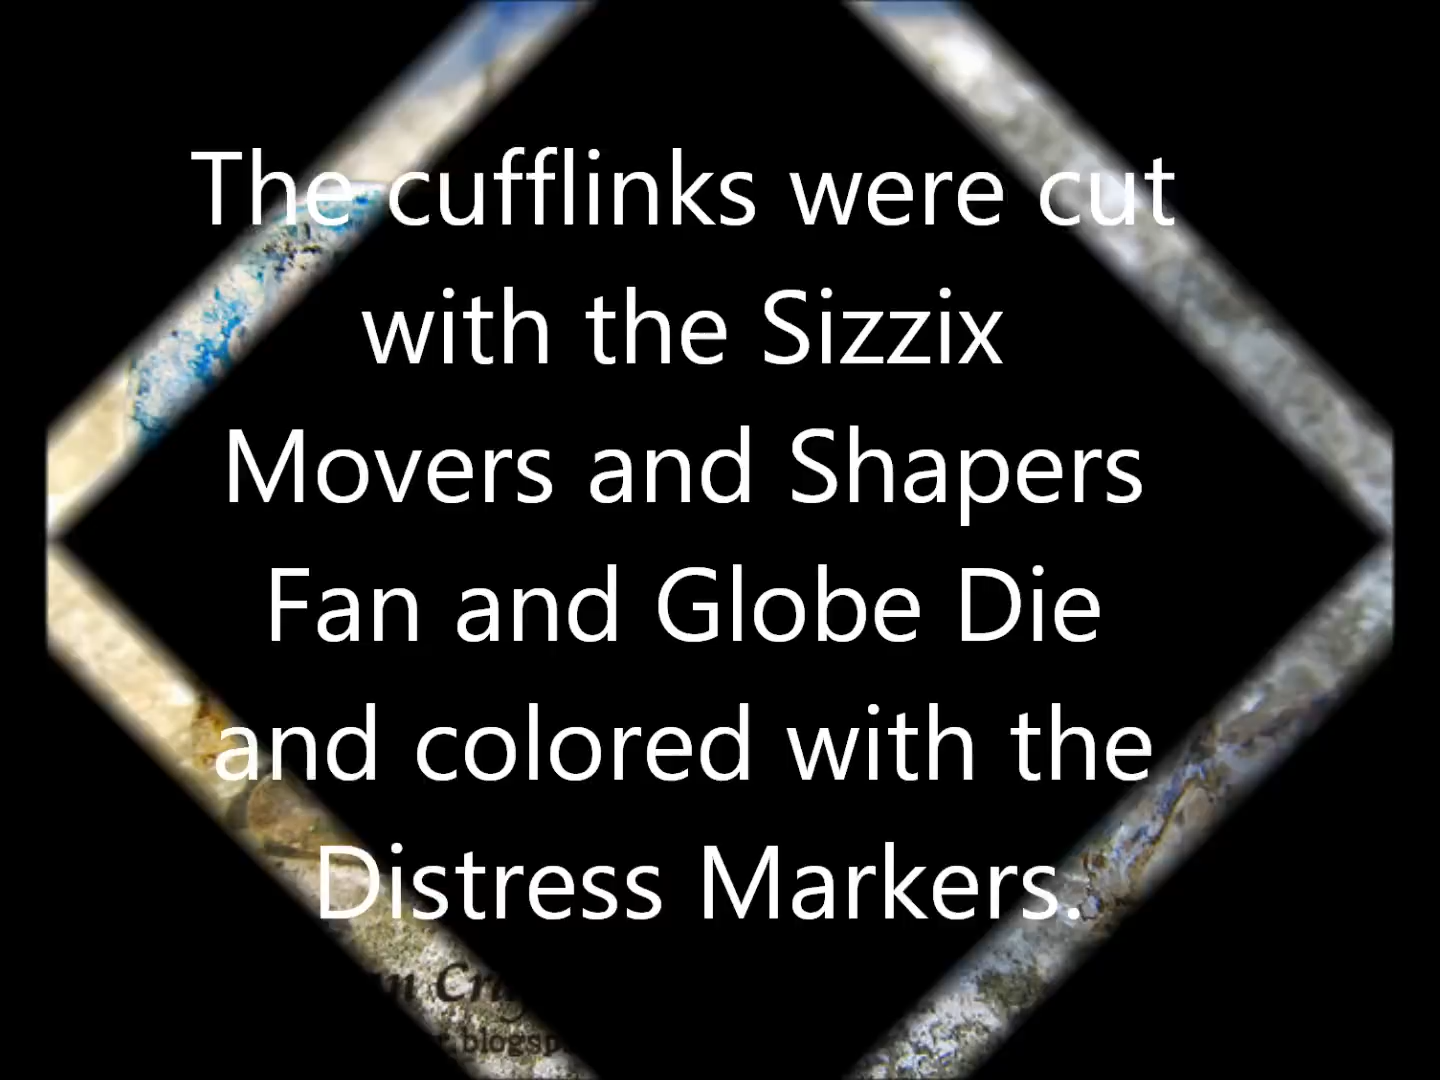 The cufflinks were cut
with the Sizzix
Movers and Shapers
Fan and Globe Die
and colored with the
Distress Markers.